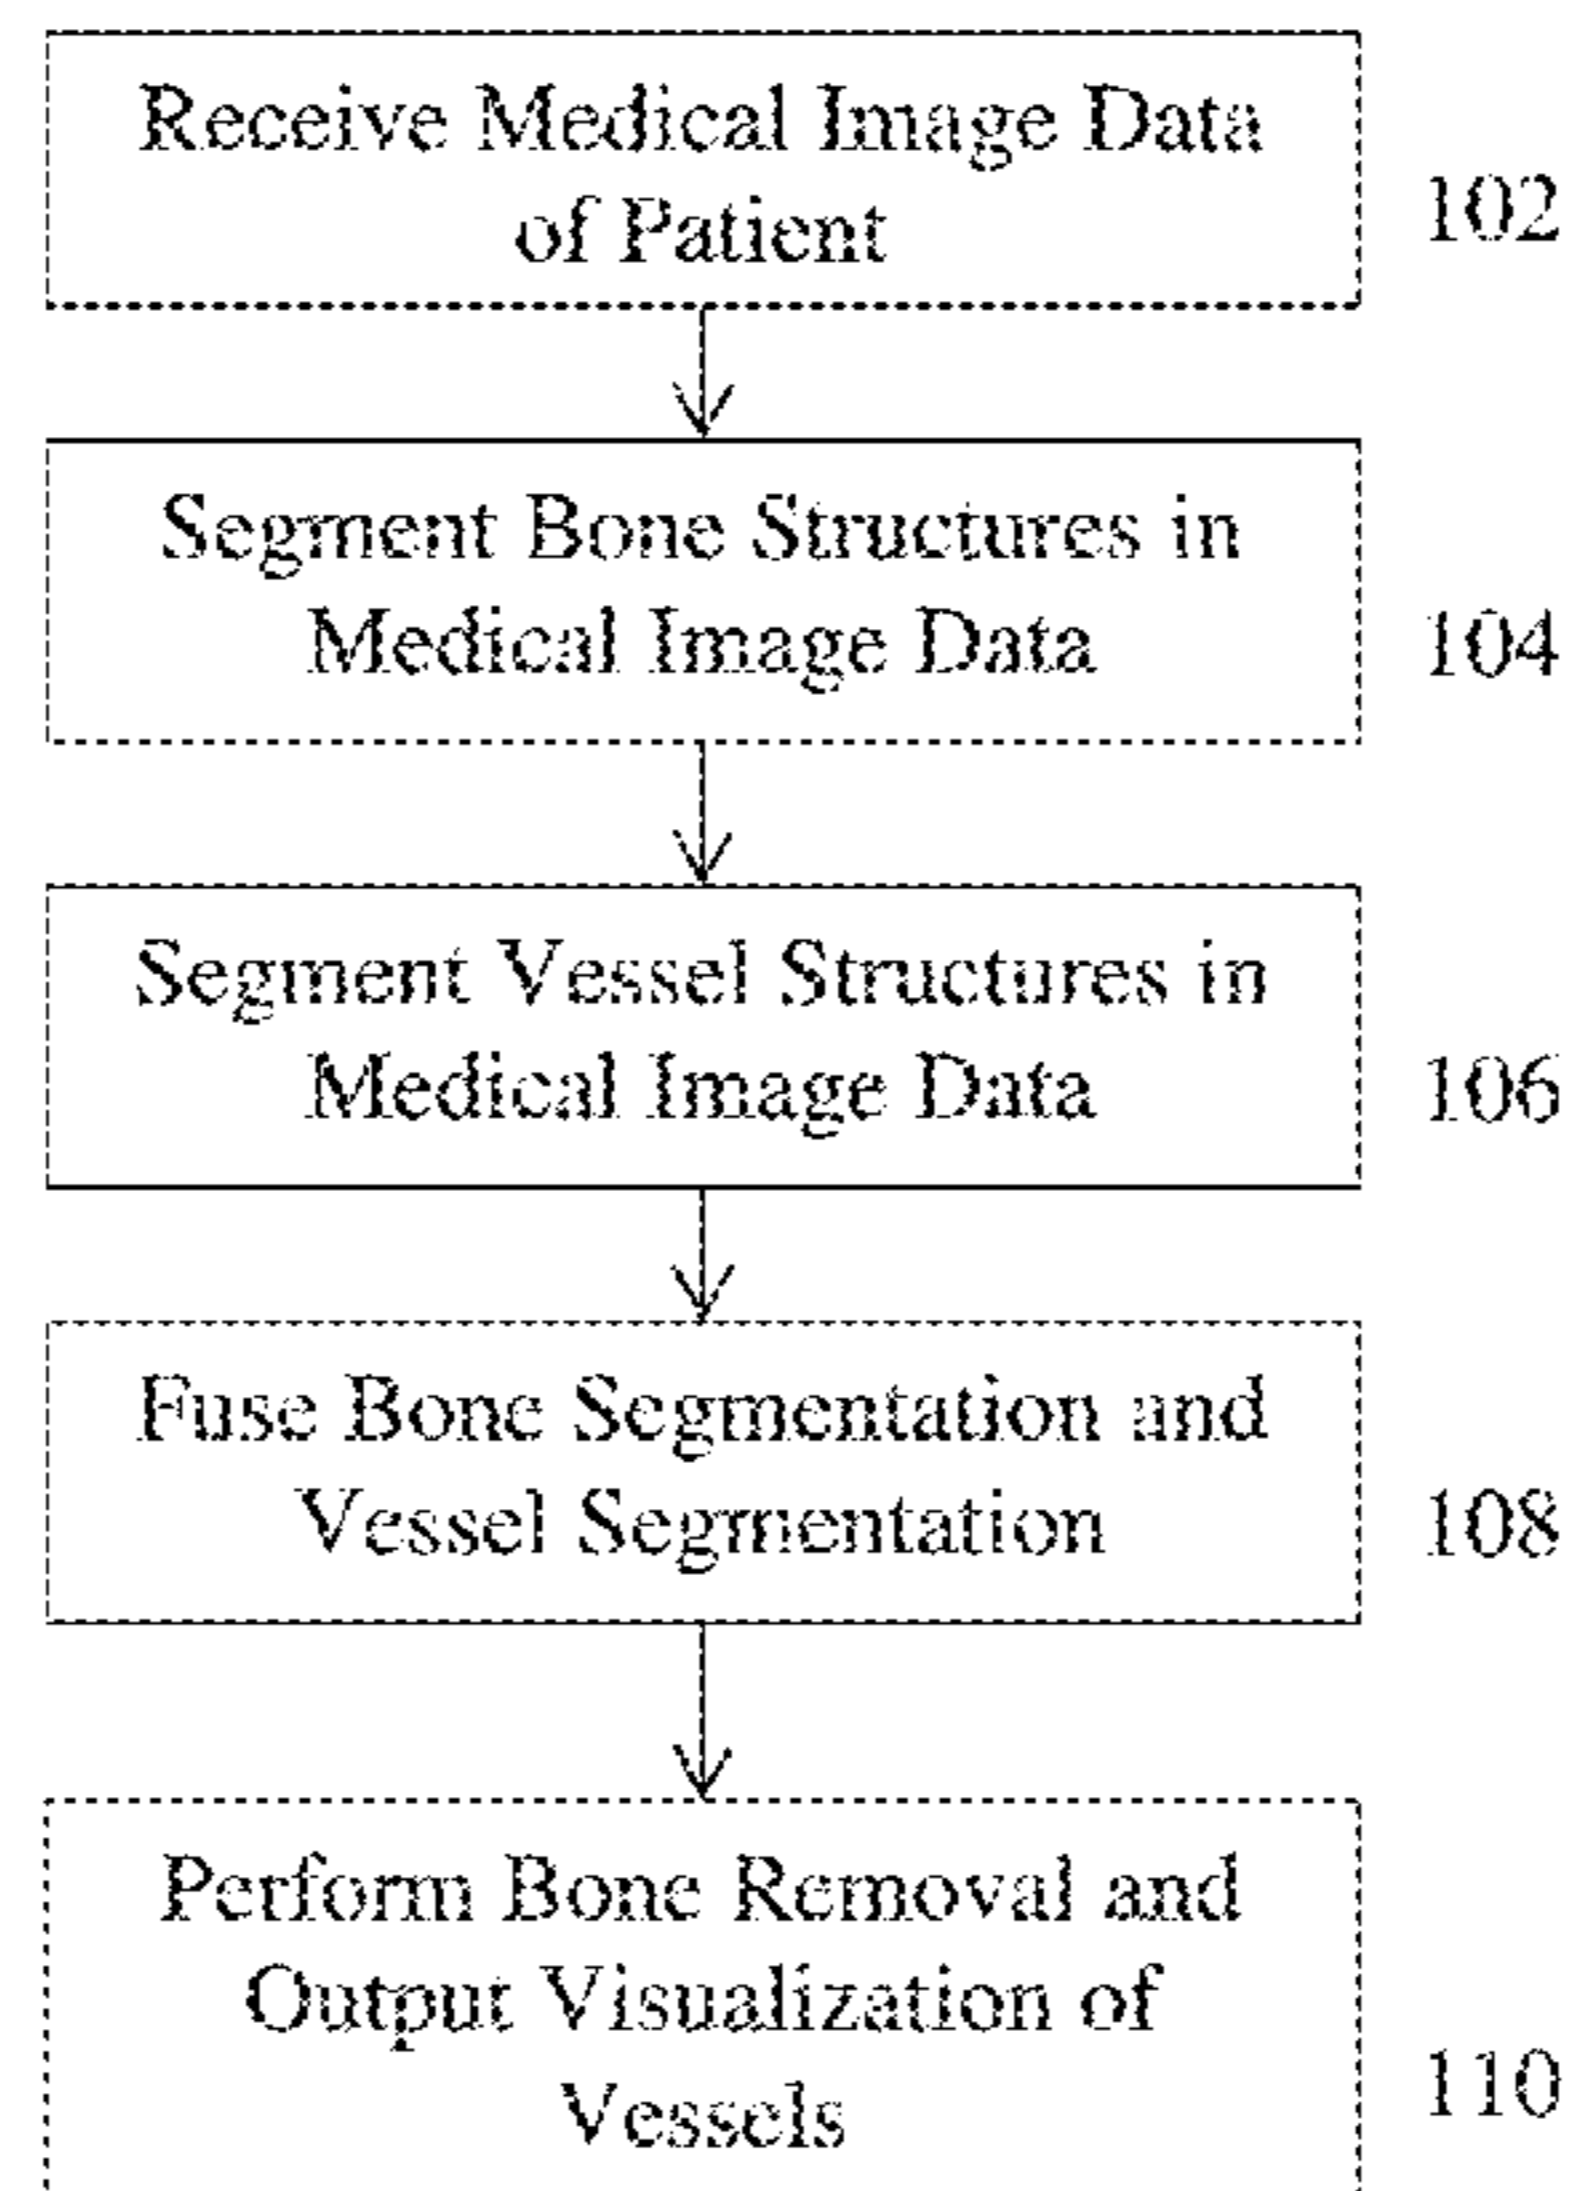 Receive Medical Image Data
of Patient
102
Segment Bone Structures in
Medical Image Data
104
Segment Vessel Structures in
Medical Image Data
106
Fuse Bone Segmentation and
Vessel Segmentation
108
Perform Bone Removal and
Output Visualization of
Vessels
110